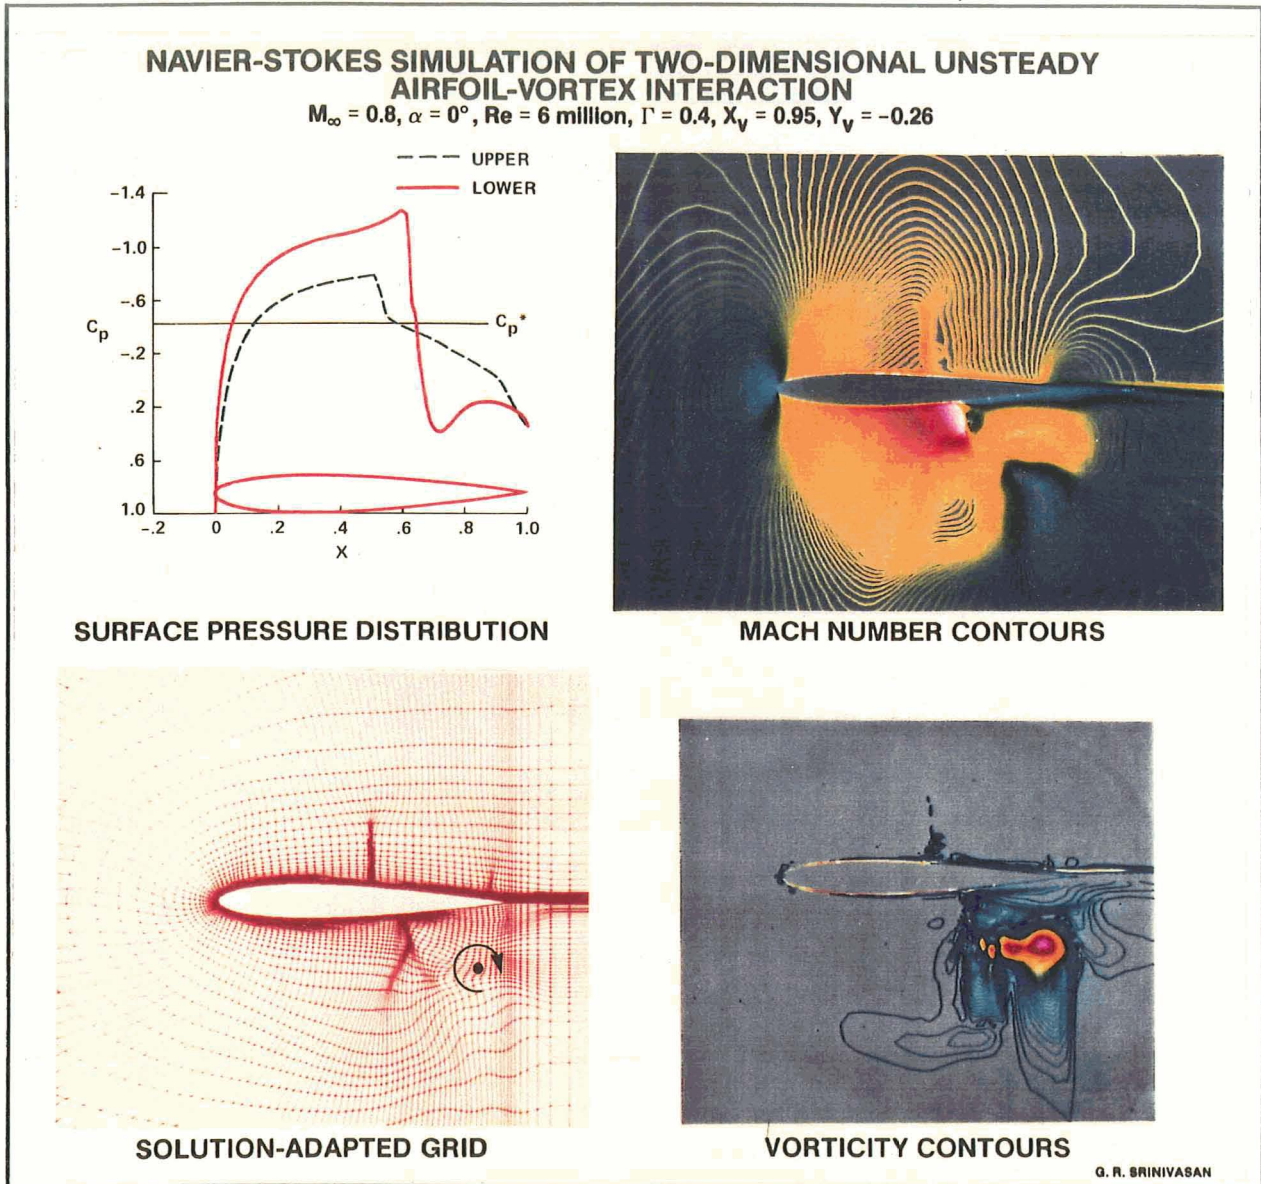 NAVIER-STOKES SIMULATION OF TWO-DIMENSIONAL UNSTEADY
AIRFOIL-VORTEX INTERACTION
M∞ = 0.8, α = 0°, Re = 6 million, Γ = 0.4, Xv = 0.95, Yv = -0.26
UPPER
LOWER
-1.4
-1.0
-.6
Cp
Cp*
-.2
.2
.6
1.0
-.2 0 .2 .4 .6 .8 1.0
X
SURFACE PRESSURE DISTRIBUTION
MACH NUMBER CONTOURS
SOLUTION-ADAPTED GRID
VORTICITY CONTOURS
G. R. SRINIVASAN